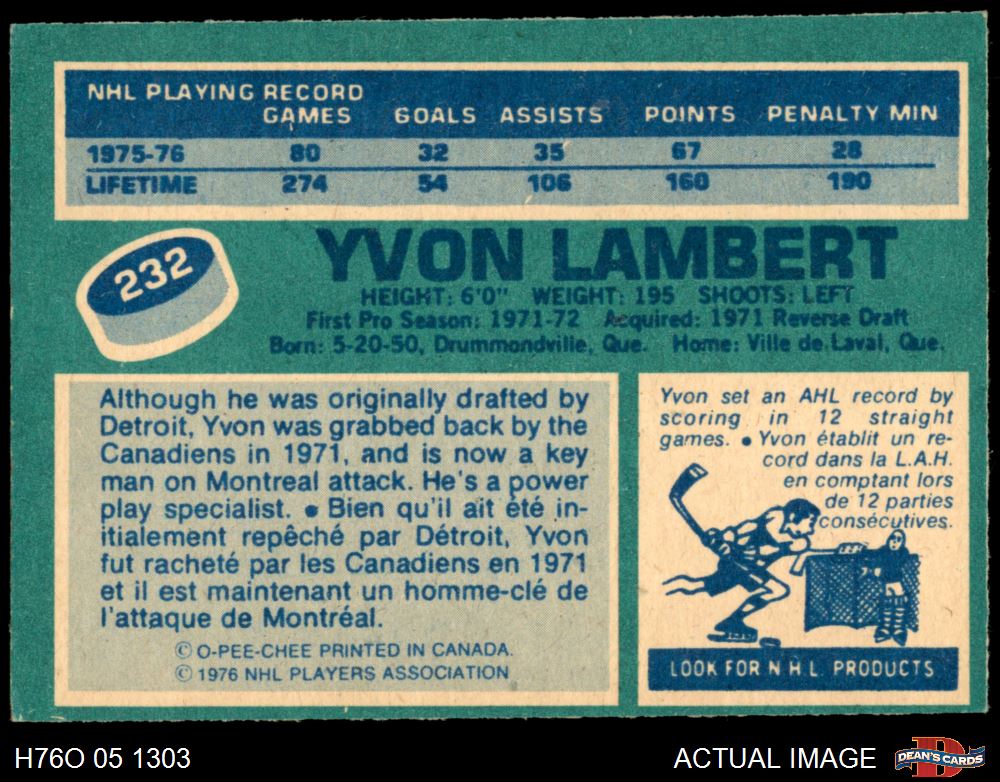 NHL PLAYING RECORD
GAMES GOALS ASSISTS POINTS PENALTY MIN
1975-76 80 32 35 67 28
LIFETIME 274 54 106 160 190
232
YVON LAMBERT
HEIGHT: 6'0" WEIGHT: 195 SHOOTS: LEFT
First Pro Season: 1971-72 Acquired: 1971 Reverse Draft
Born: 5-20-50, Drummondville, Que. Home: Ville de Laval, Que.
Although he was originally drafted by
Detroit, Yvon was grabbed back by the
Canadiens in 1971, and is now a key
man on Montreal attack. He's a power
play specialist. • Bien qu'il ait été in-
itialement repêché par Détroit, Yvon
fut racheté par les Canadiens en 1971
et il est maintenant un homme-clé de
l'attaque de Montréal.
© O-PEE-CHEE PRINTED IN CANADA.
© 1976 NHL PLAYERS ASSOCIATION
Yvon set an AHL record by
scoring in 12 straight
games. • Yvon établit un re-
cord dans la L.A.H.
en comptant lors
de 12 parties
consécutives.
LOOK FOR N H L PRODUCTS
H76O 05 1303
ACTUAL IMAGE
D
DEAN'S CARDS